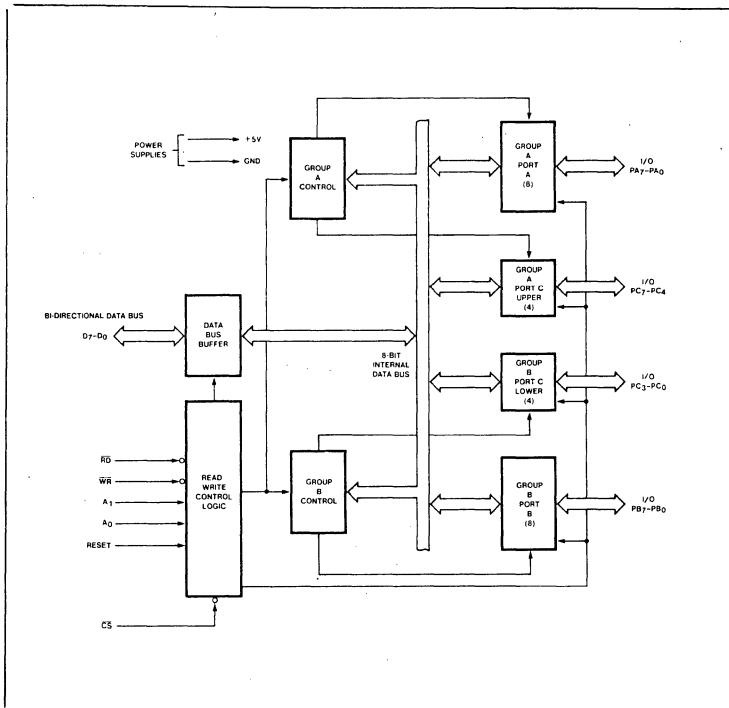 POWER
SUPPLIES
+5V
GND
GROUP
A
CONTROL
GROUP
A
PORT
A
(8)
I/O
PA7-PA0
GROUP
A
PORT C
UPPER
(4)
I/O
PC7-PC4
BI-DIRECTIONAL DATA BUS
D7-D0
DATA
BUS
BUFFER
8-BIT
INTERNAL
DATA BUS
GROUP
B
PORT C
LOWER
(4)
I/O
PC3-PC0
RD
WR
A1
A0
RESET
CS
READ
WRITE
CONTROL
LOGIC
GROUP
B
CONTROL
GROUP
B
PORT
B
(8)
I/O
PB7-PB0